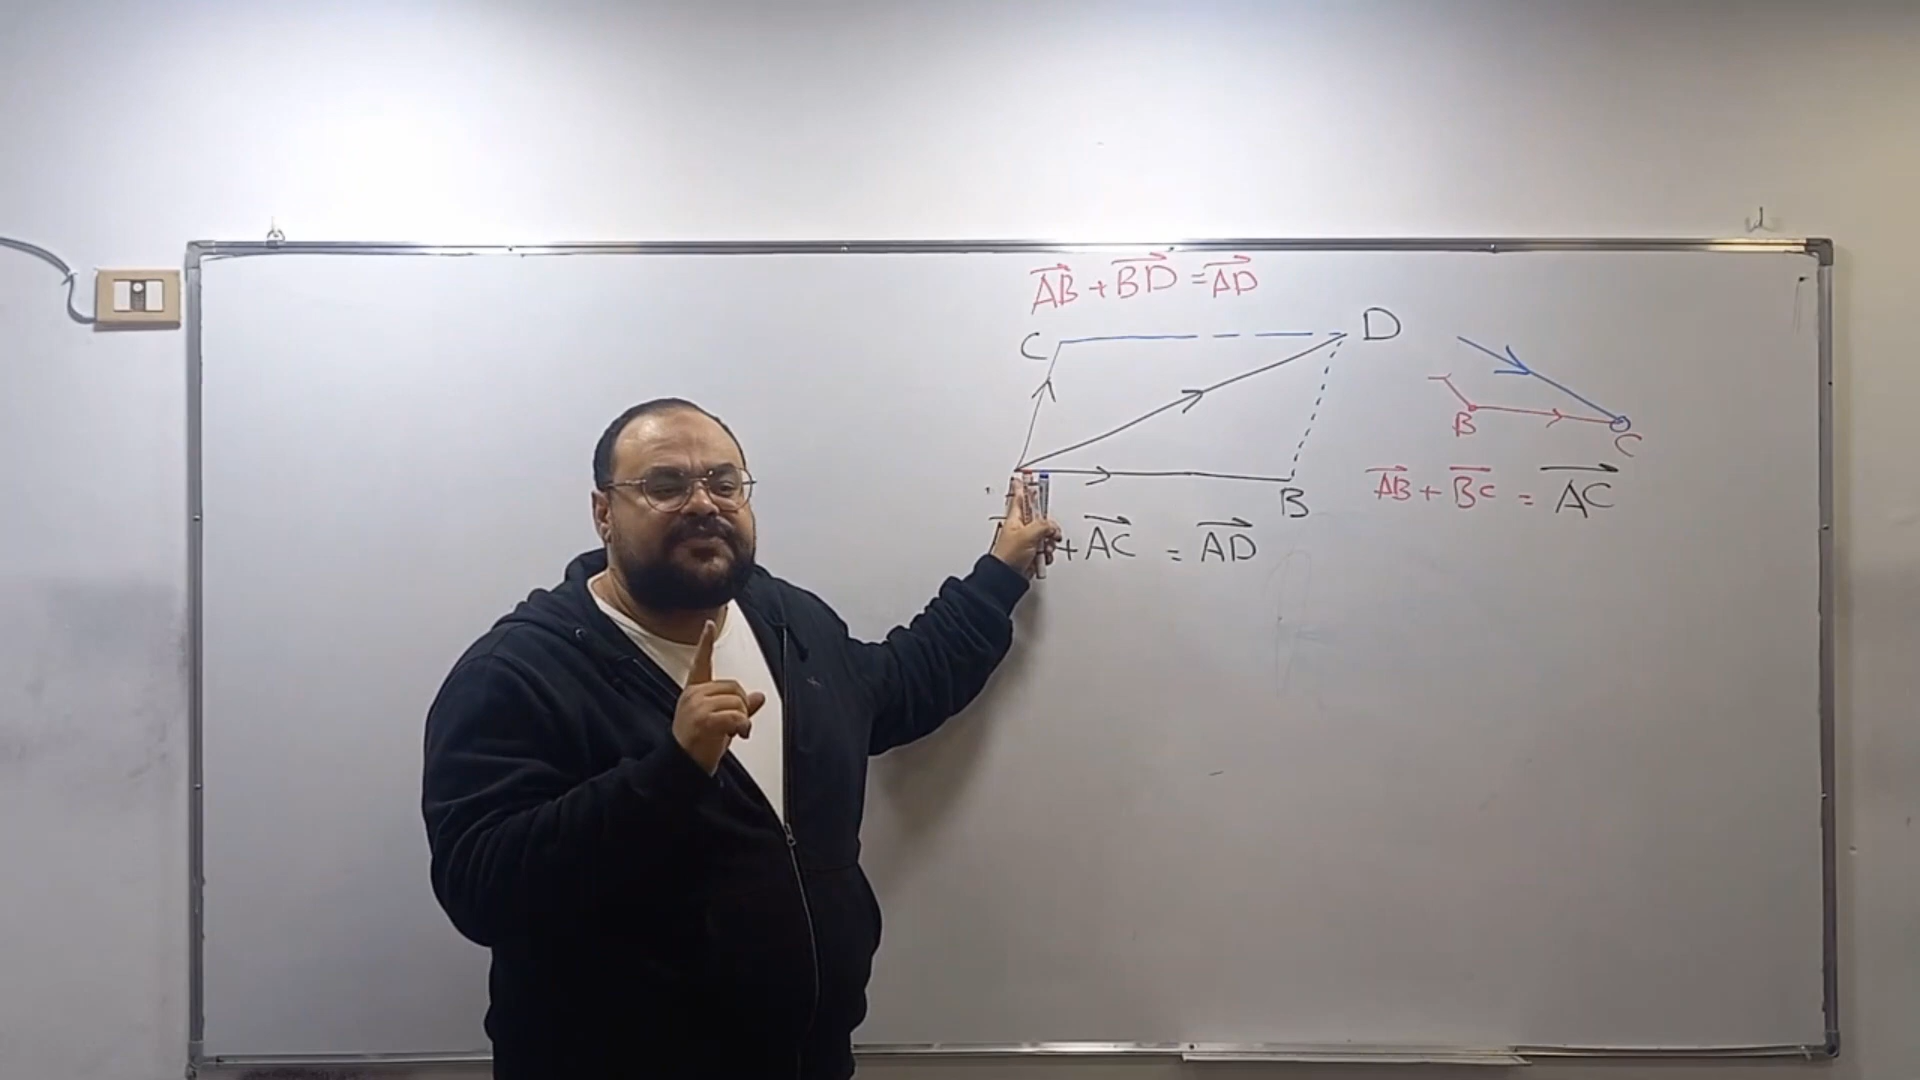 AB + BD = AD
C D
B
+ AC = AD
B C
AB + BC = AC